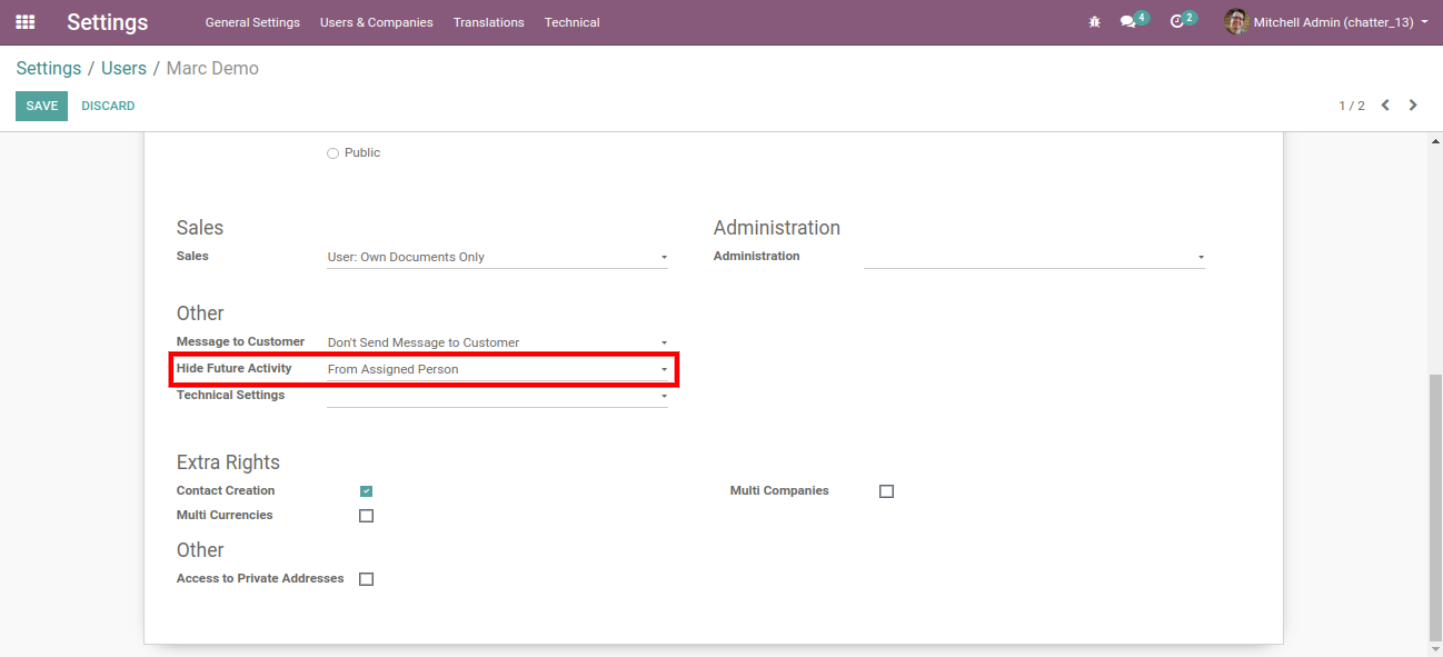 Settings General Settings Users & Companies Translations Technical 4 2 Mitchell Admin (chatter_13)
Settings / Users / Marc Demo
SAVE DISCARD 1 / 2
Public
Sales Administration
Sales User: Own Documents Only Administration
Other
Message to Customer Don't Send Message to Customer
Hide Future Activity From Assigned Person
Technical Settings
Extra Rights
Contact Creation Multi Companies
Multi Currencies
Other
Access to Private Addresses